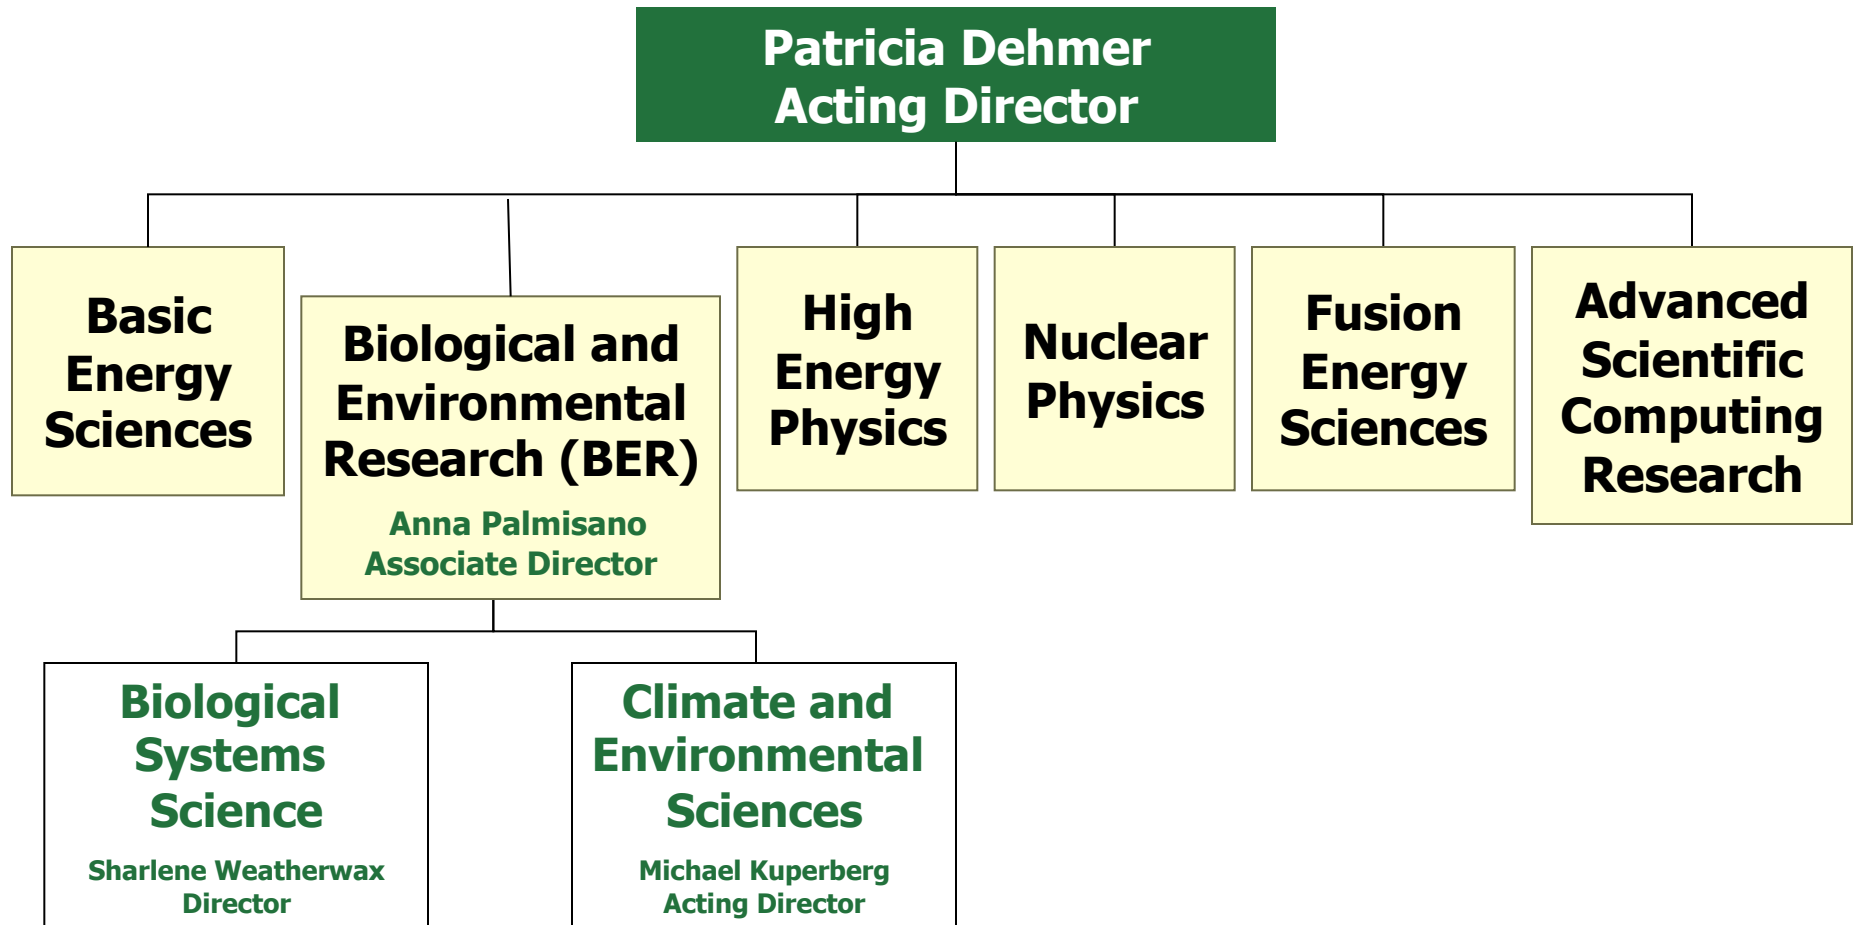 Patricia Dehmer
Acting Director
Basic
Energy
Sciences
Biological and
Environmental
Research (BER)
Anna Palmisano
Associate Director
High
Energy
Physics
Nuclear
Physics
Fusion
Energy
Sciences
Advanced
Scientific
Computing
Research
Biological
Systems
Science
Sharlene Weatherwax
Director
Climate and
Environmental
Sciences
Michael Kuperberg
Acting Director